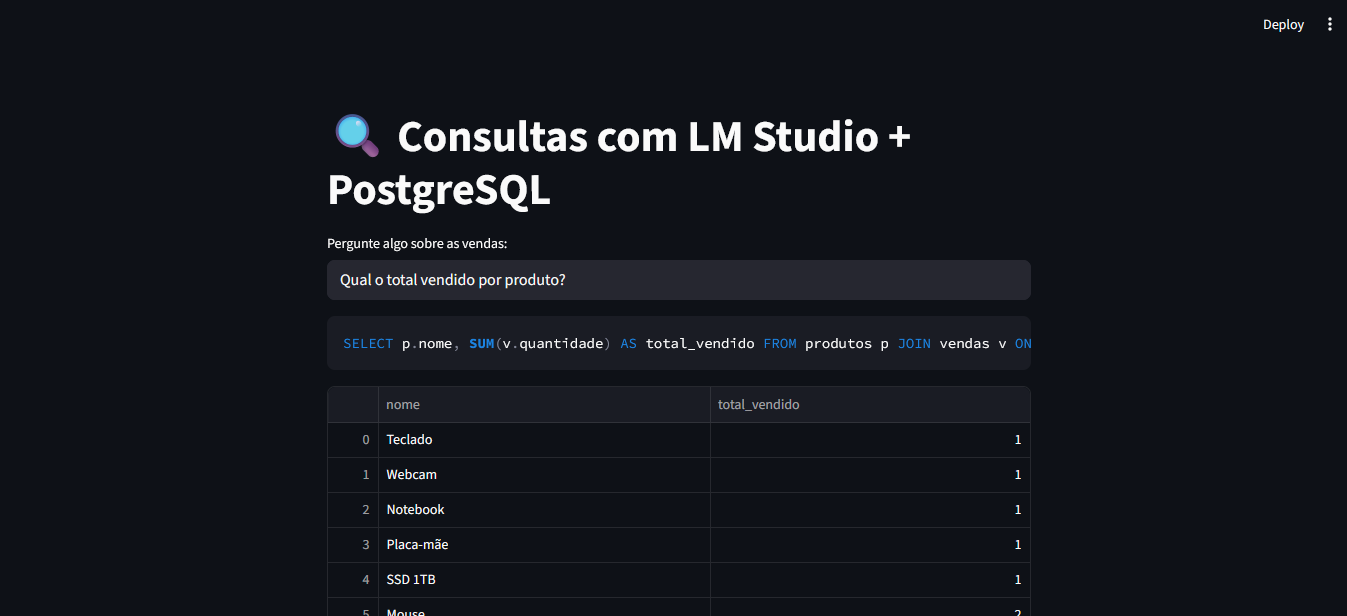 Deploy
Consultas com LM Studio +
PostgreSQL
Pergunte algo sobre as vendas:
Qual o total vendido por produto?
SELECT p.nome, SUM(v.quantidade) AS total_vendido FROM produtos p JOIN vendas v ON
nome total_vendido
0 Teclado 1
1 Webcam 1
2 Notebook 1
3 Placa-mãe 1
4 SSD 1TB 1
5 Mouse 2